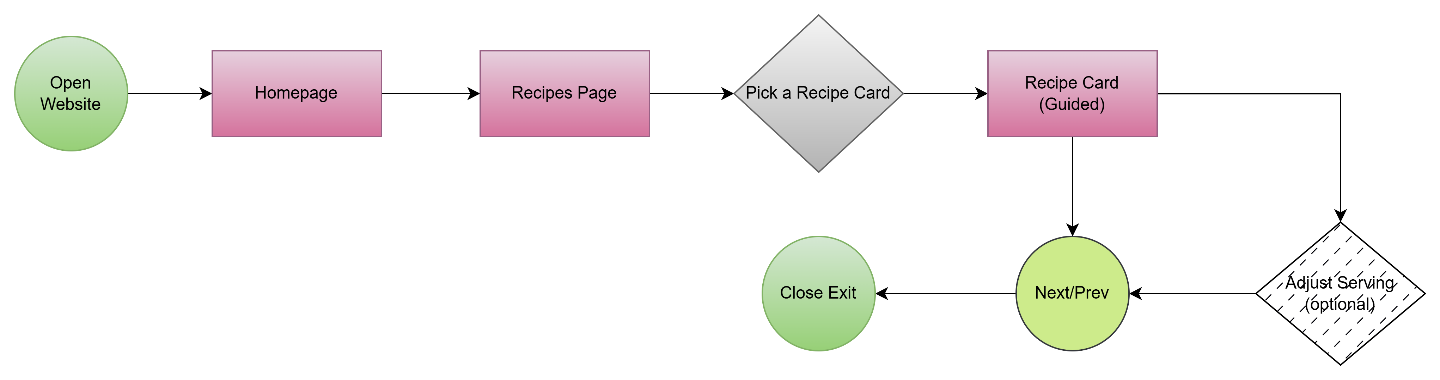 Open
Website
Homepage
Recipes Page
Pick a Recipe Card
Recipe Card
(Guided)
Close Exit
Next/Prev
Adjust Serving
(optional)